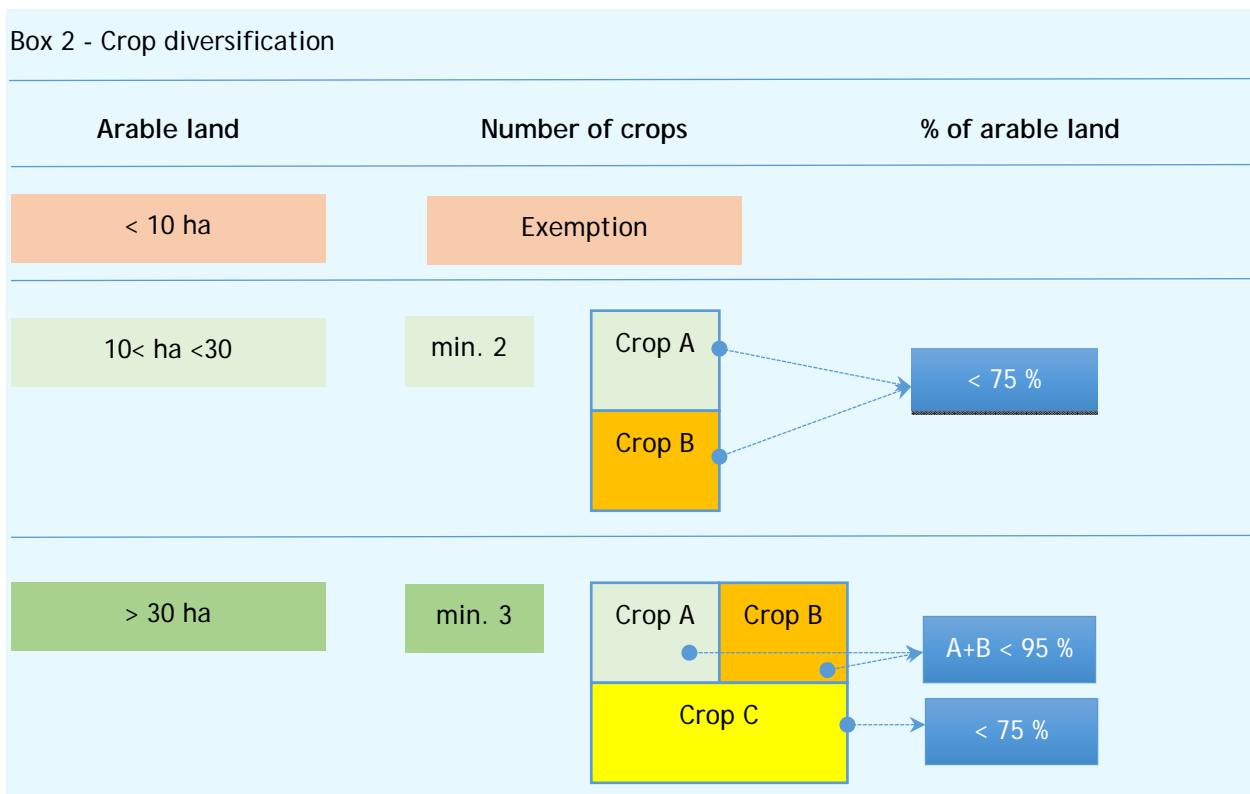 Box 2 - Crop diversification
Arable land Number of crops % of arable land
< 10 ha Exemption
10< ha <30 min. 2 Crop A
< 75 %
Crop B
> 30 ha min. 3 Crop A Crop B
A+B < 95 %
Crop C
< 75 %